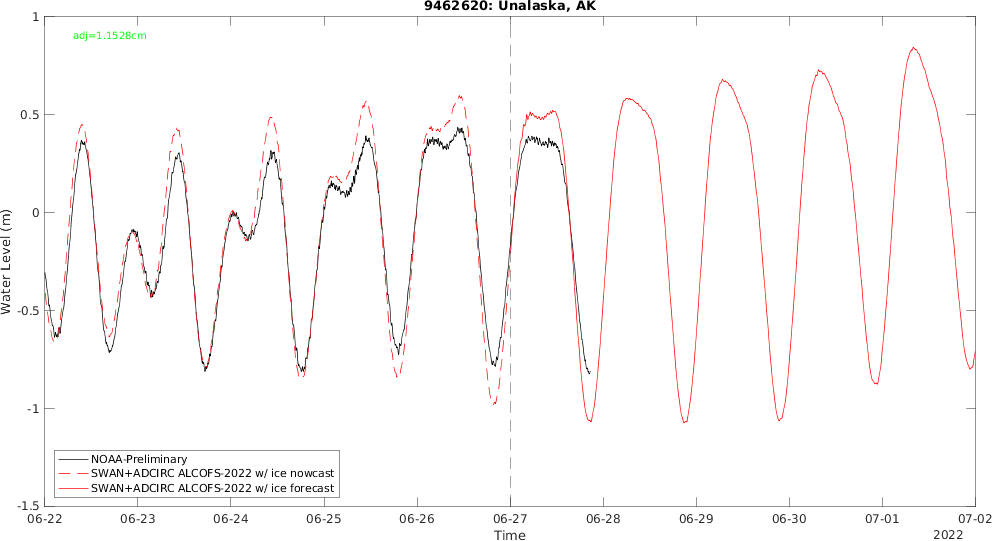 9462620: Unalaska, AK
adj=1.1528cm
1
0.5
0
-0.5
-1
-1.5
Water Level (m)
NOAA-Preliminary
SWAN+ADCIRC ALCOFS-2022 w/ ice nowcast
SWAN+ADCIRC ALCOFS-2022 w/ ice forecast
06-22 06-23 06-24 06-25 06-26 06-27 06-28 06-29 06-30 07-01 07-02
Time
2022